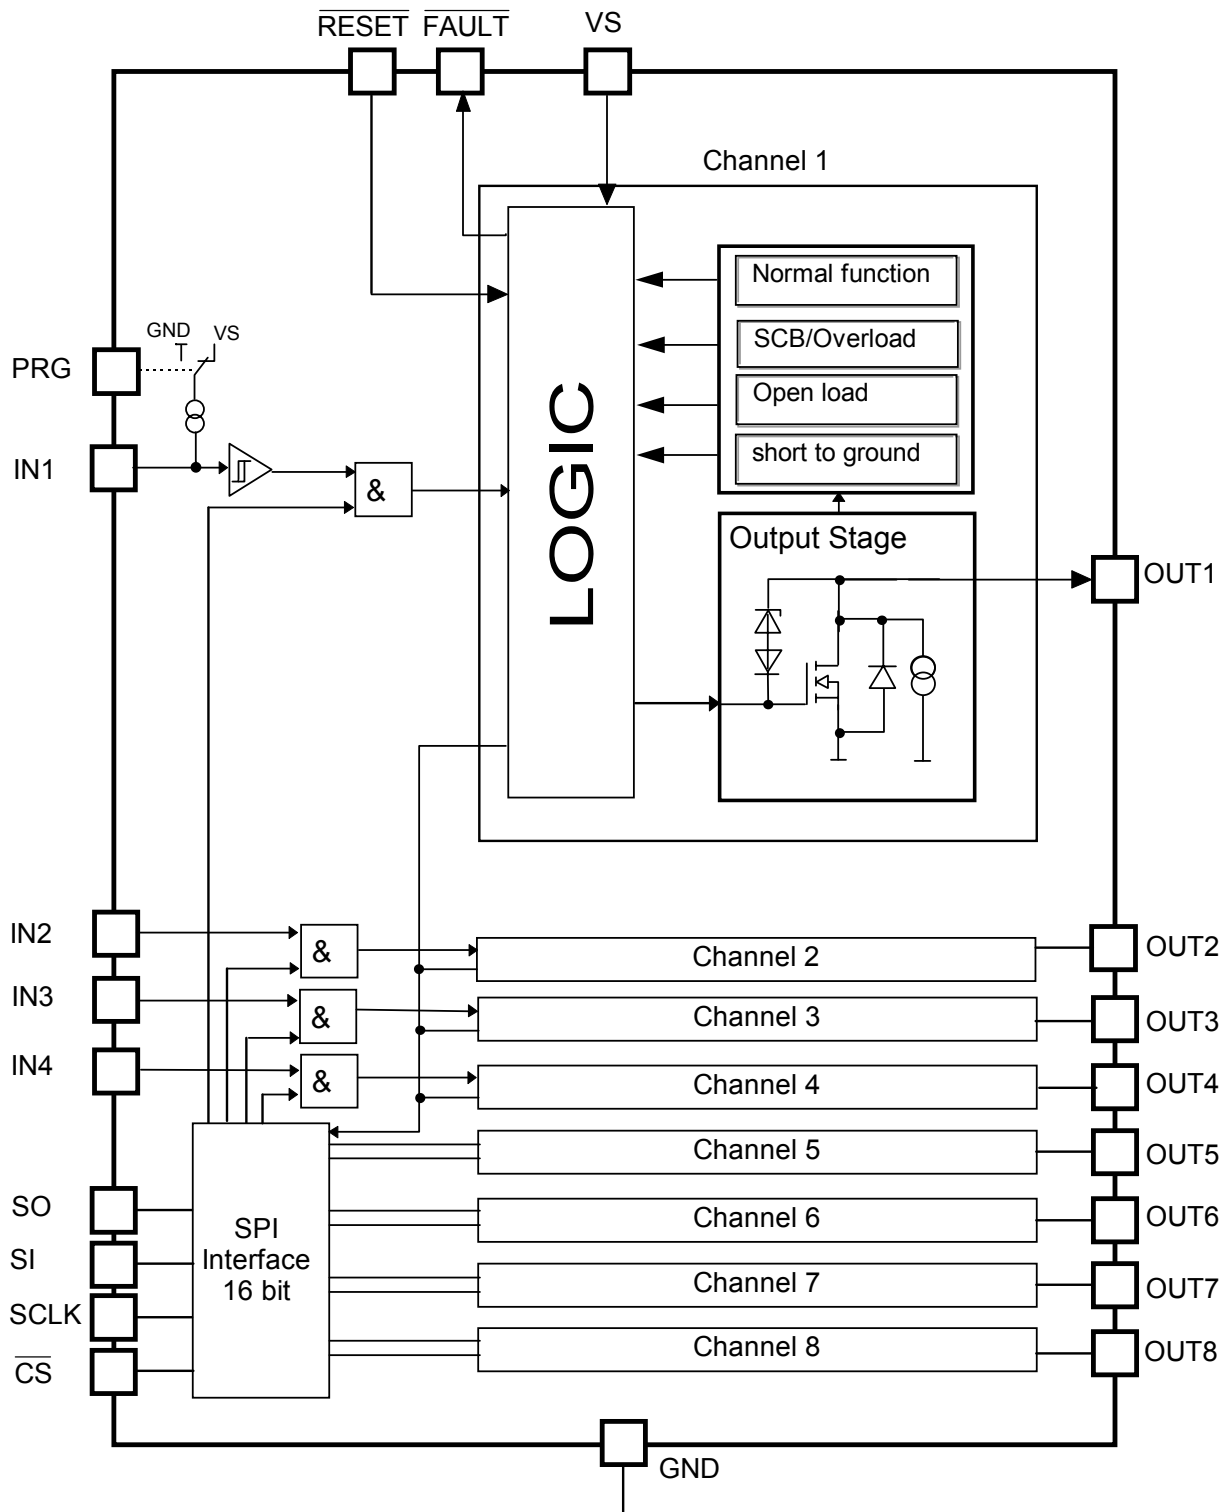 RESET FAULT VS
Channel 1
Normal function
GND VS
SCB/Overload
PRG
Open load
short to ground
IN1
&
LOGIC
Output Stage
OUT1
IN2
&
Channel 2
OUT2
IN3
&
Channel 3
OUT3
IN4
&
Channel 4
OUT4
Channel 5
OUT5
SO
SPI
Interface
16 bit
Channel 6
OUT6
SI
Channel 7
OUT7
SCLK
Channel 8
OUT8
CS
GND